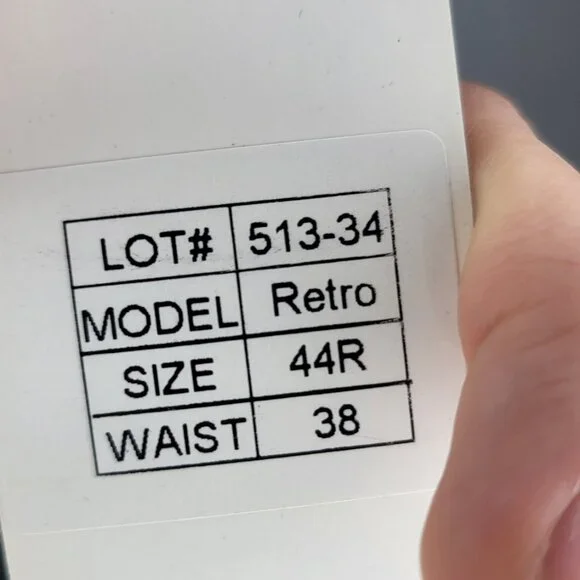 LOT# 513-34
MODEL Retro
SIZE 44R
WAIST 38